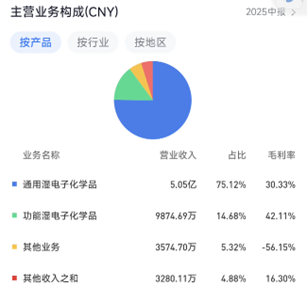 主营业务构成(CNY)
2025中报 >
按产品 按行业 按地区
业务名称 营业收入 占比 毛利率
通用湿电子化学品 5.05亿 75.12% 30.33%
功能湿电子化学品 9874.69万 14.68% 42.11%
其他业务 3574.70万 5.32% -56.15%
其他收入之和 3280.11万 4.88% 16.30%